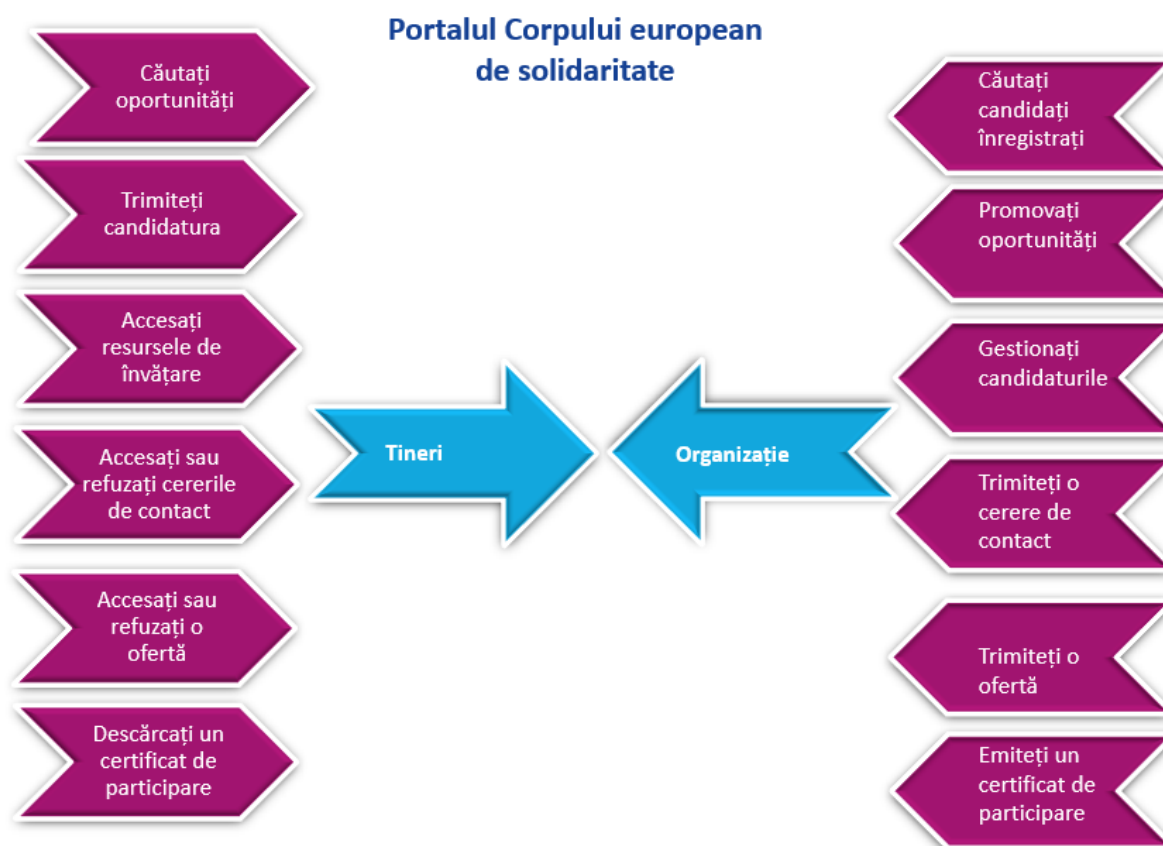 Portalul Corpului european
de solidaritate
Căutați
oportunități
Trimiteți
candidatura
Accesați
resursele de
învățare
Accesați sau
refuzați cererile
de contact
Accesați sau
refuzați o
ofertă
Descărcați un
certificat de
participare
Tineri
Organizație
Căutați
candidați
înregistrați
Promovați
oportunități
Gestionați
candidaturile
Trimiteți o
cerere de
contact
Trimiteți o
ofertă
Emiteți un
certificat de
participare